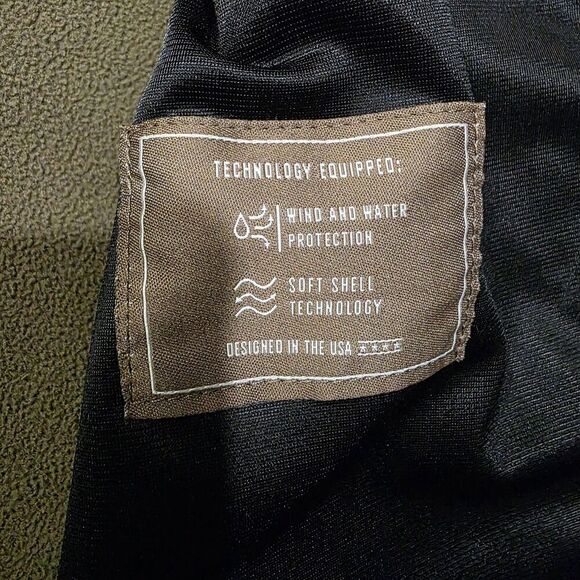 TECHNOLOGY EQUIPPED:
WIND AND WATER
PROTECTION
SOFT SHELL
TECHNOLOGY
DESIGNED IN THE USA